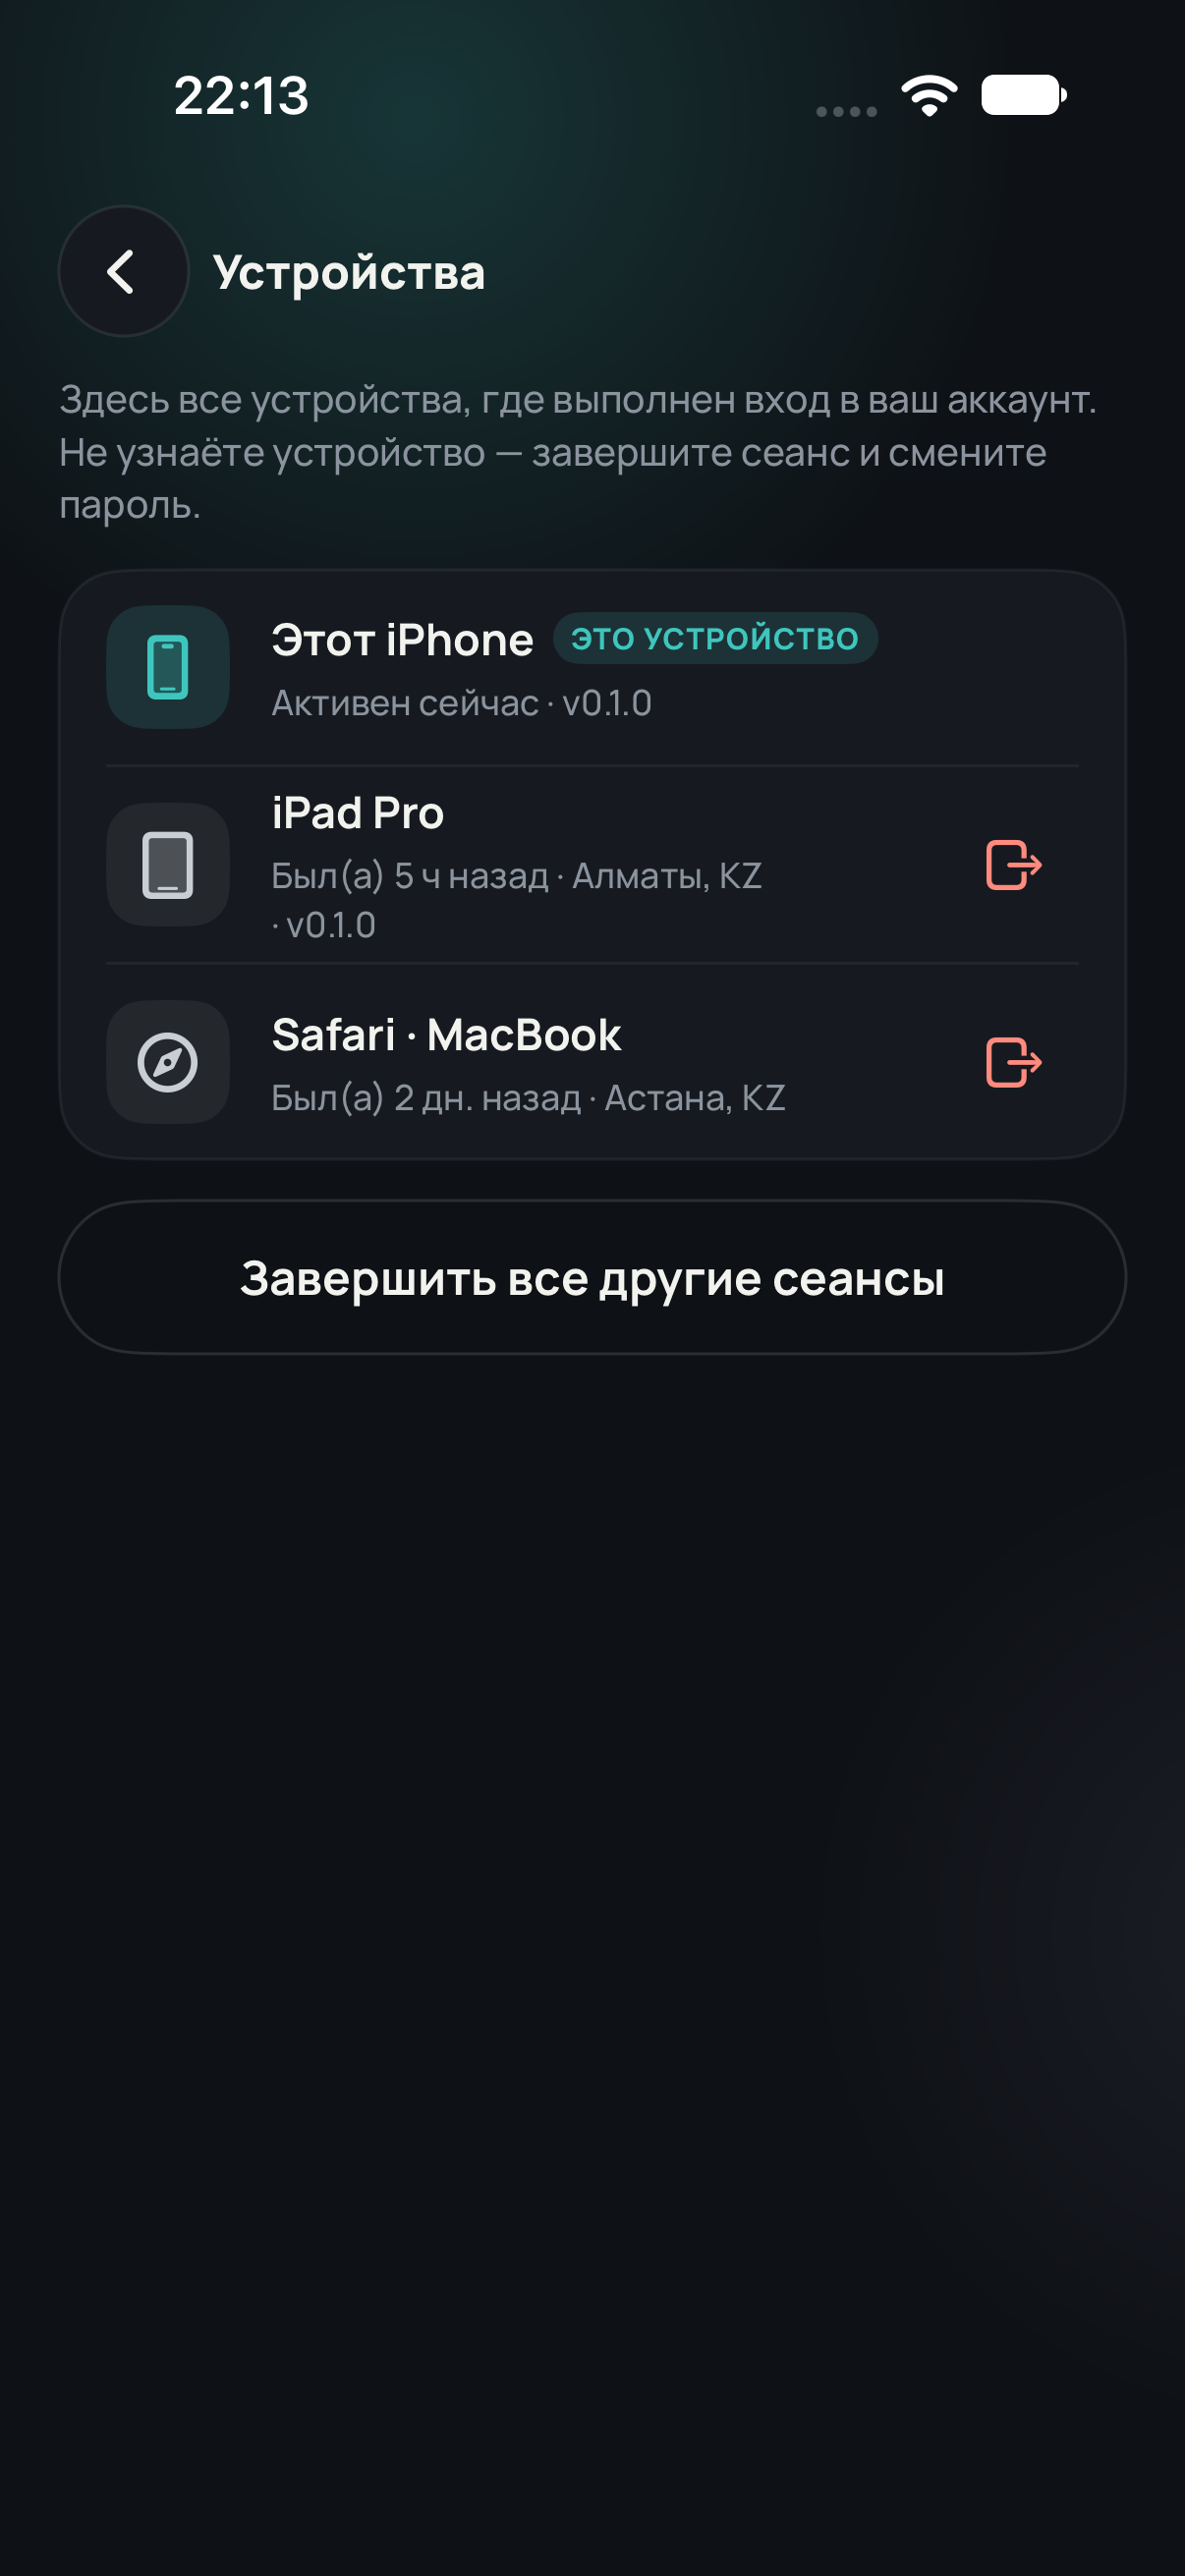 22:13
Устройства
Здесь все устройства, где выполнен вход в ваш аккаунт.
Не узнаёте устройство — завершите сеанс и смените
пароль.
Этот iPhone ЭТО УСТРОЙСТВО
Активен сейчас · v0.1.0
iPad Pro
Был(а) 5 ч назад · Алматы, KZ
· v0.1.0
Safari · MacBook
Был(а) 2 дн. назад · Астана, KZ
Завершить все другие сеансы